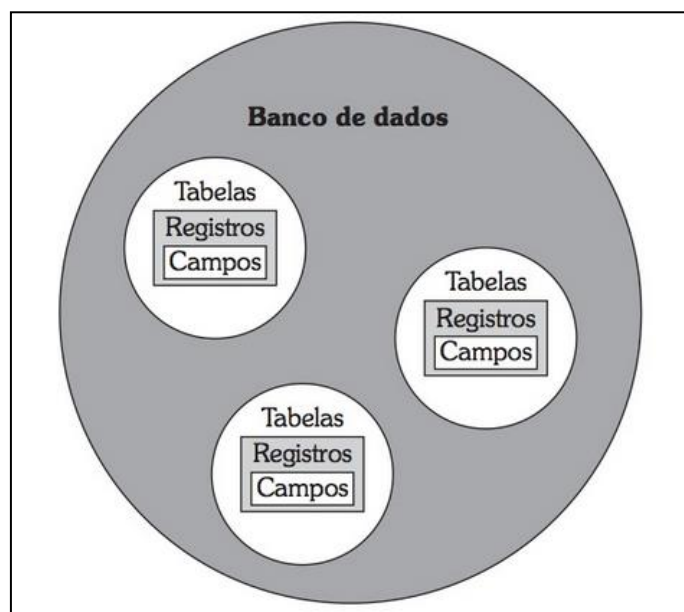 Banco de dados
Tabelas
Registros
Campos
Tabelas
Registros
Campos
Tabelas
Registros
Campos